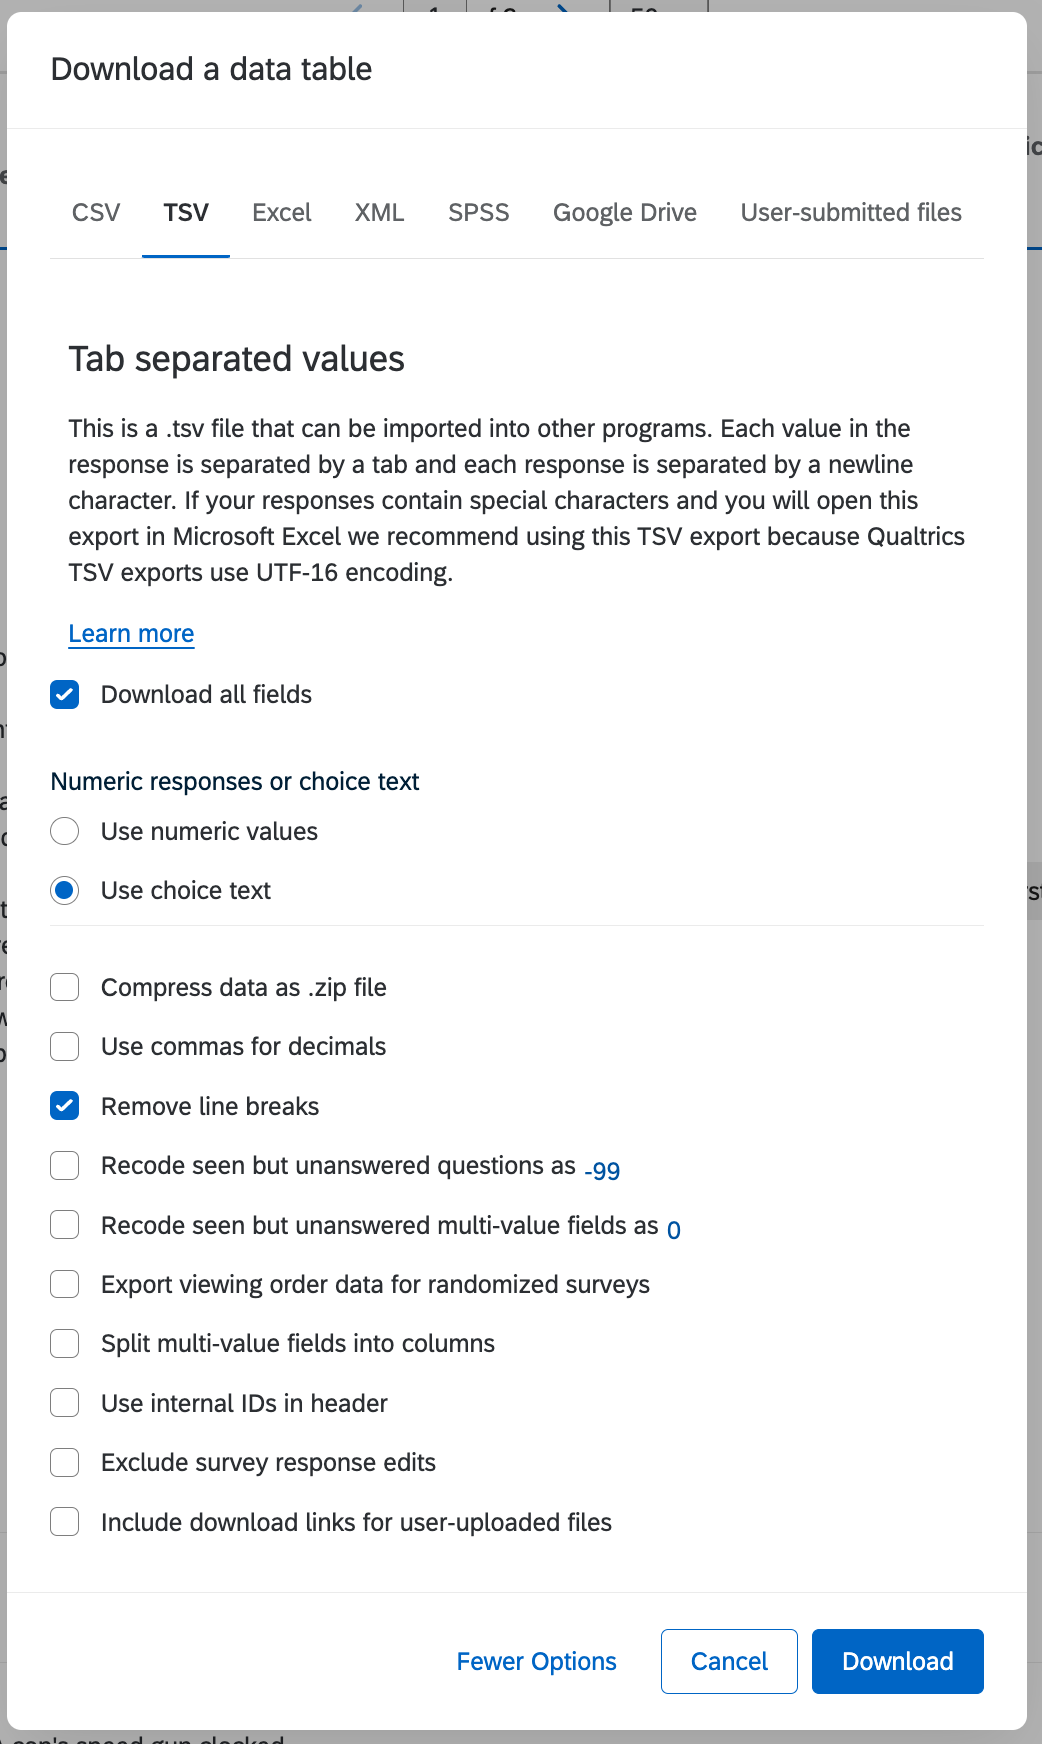 Download a data table
CSV TSV Excel XML SPSS Google Drive User-submitted files
Tab separated values
This is a .tsv file that can be imported into other programs. Each value in the
response is separated by a tab and each response is separated by a newline
character. If your responses contain special characters and you will open this
export in Microsoft Excel we recommend using this TSV export because Qualtrics
TSV exports use UTF-16 encoding.
Learn more
Download all fields
Numeric responses or choice text
Use numeric values
Use choice text
Compress data as .zip file
Use commas for decimals
Remove line breaks
Recode seen but unanswered questions as -99
Recode seen but unanswered multi-value fields as 0
Export viewing order data for randomized surveys
Split multi-value fields into columns
Use internal IDs in header
Exclude survey response edits
Include download links for user-uploaded files
Fewer Options Cancel Download